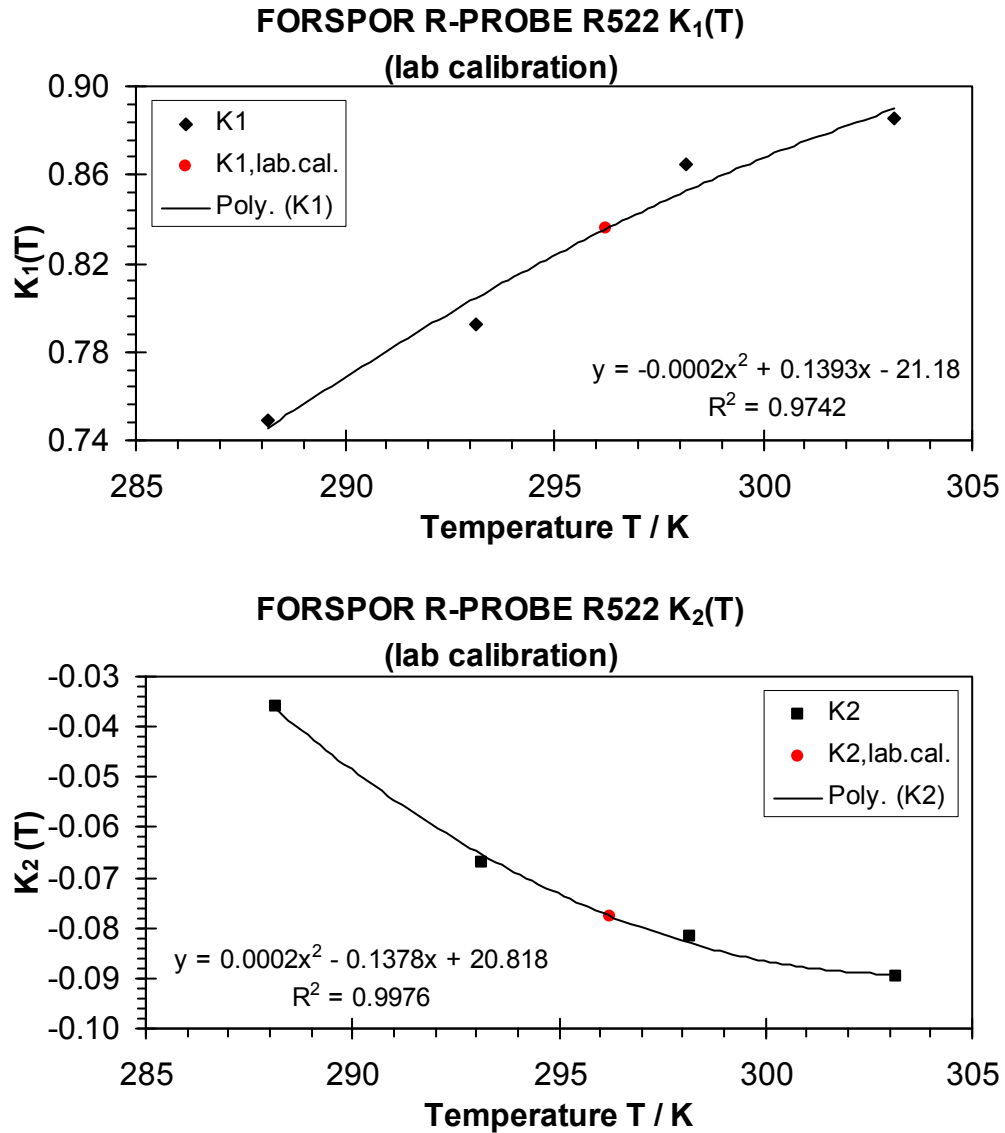 FORSPOR R-PROBE R522 K₁(T)
(lab calibration)
0.90
0.86
0.82
0.78
0.74
K₁(T)
K1
K1,lab.cal.
Poly. (K1)
y = -0.0002x² + 0.1393x - 21.18
R² = 0.9742
285 290 295 300 305
Temperature T / K
FORSPOR R-PROBE R522 K₂(T)
(lab calibration)
-0.03
-0.04
-0.05
-0.06
-0.07
-0.08
-0.09
-0.10
K₂ (T)
K2
K2,lab.cal.
Poly. (K2)
y = 0.0002x² - 0.1378x + 20.818
R² = 0.9976
285 290 295 300 305
Temperature T / K